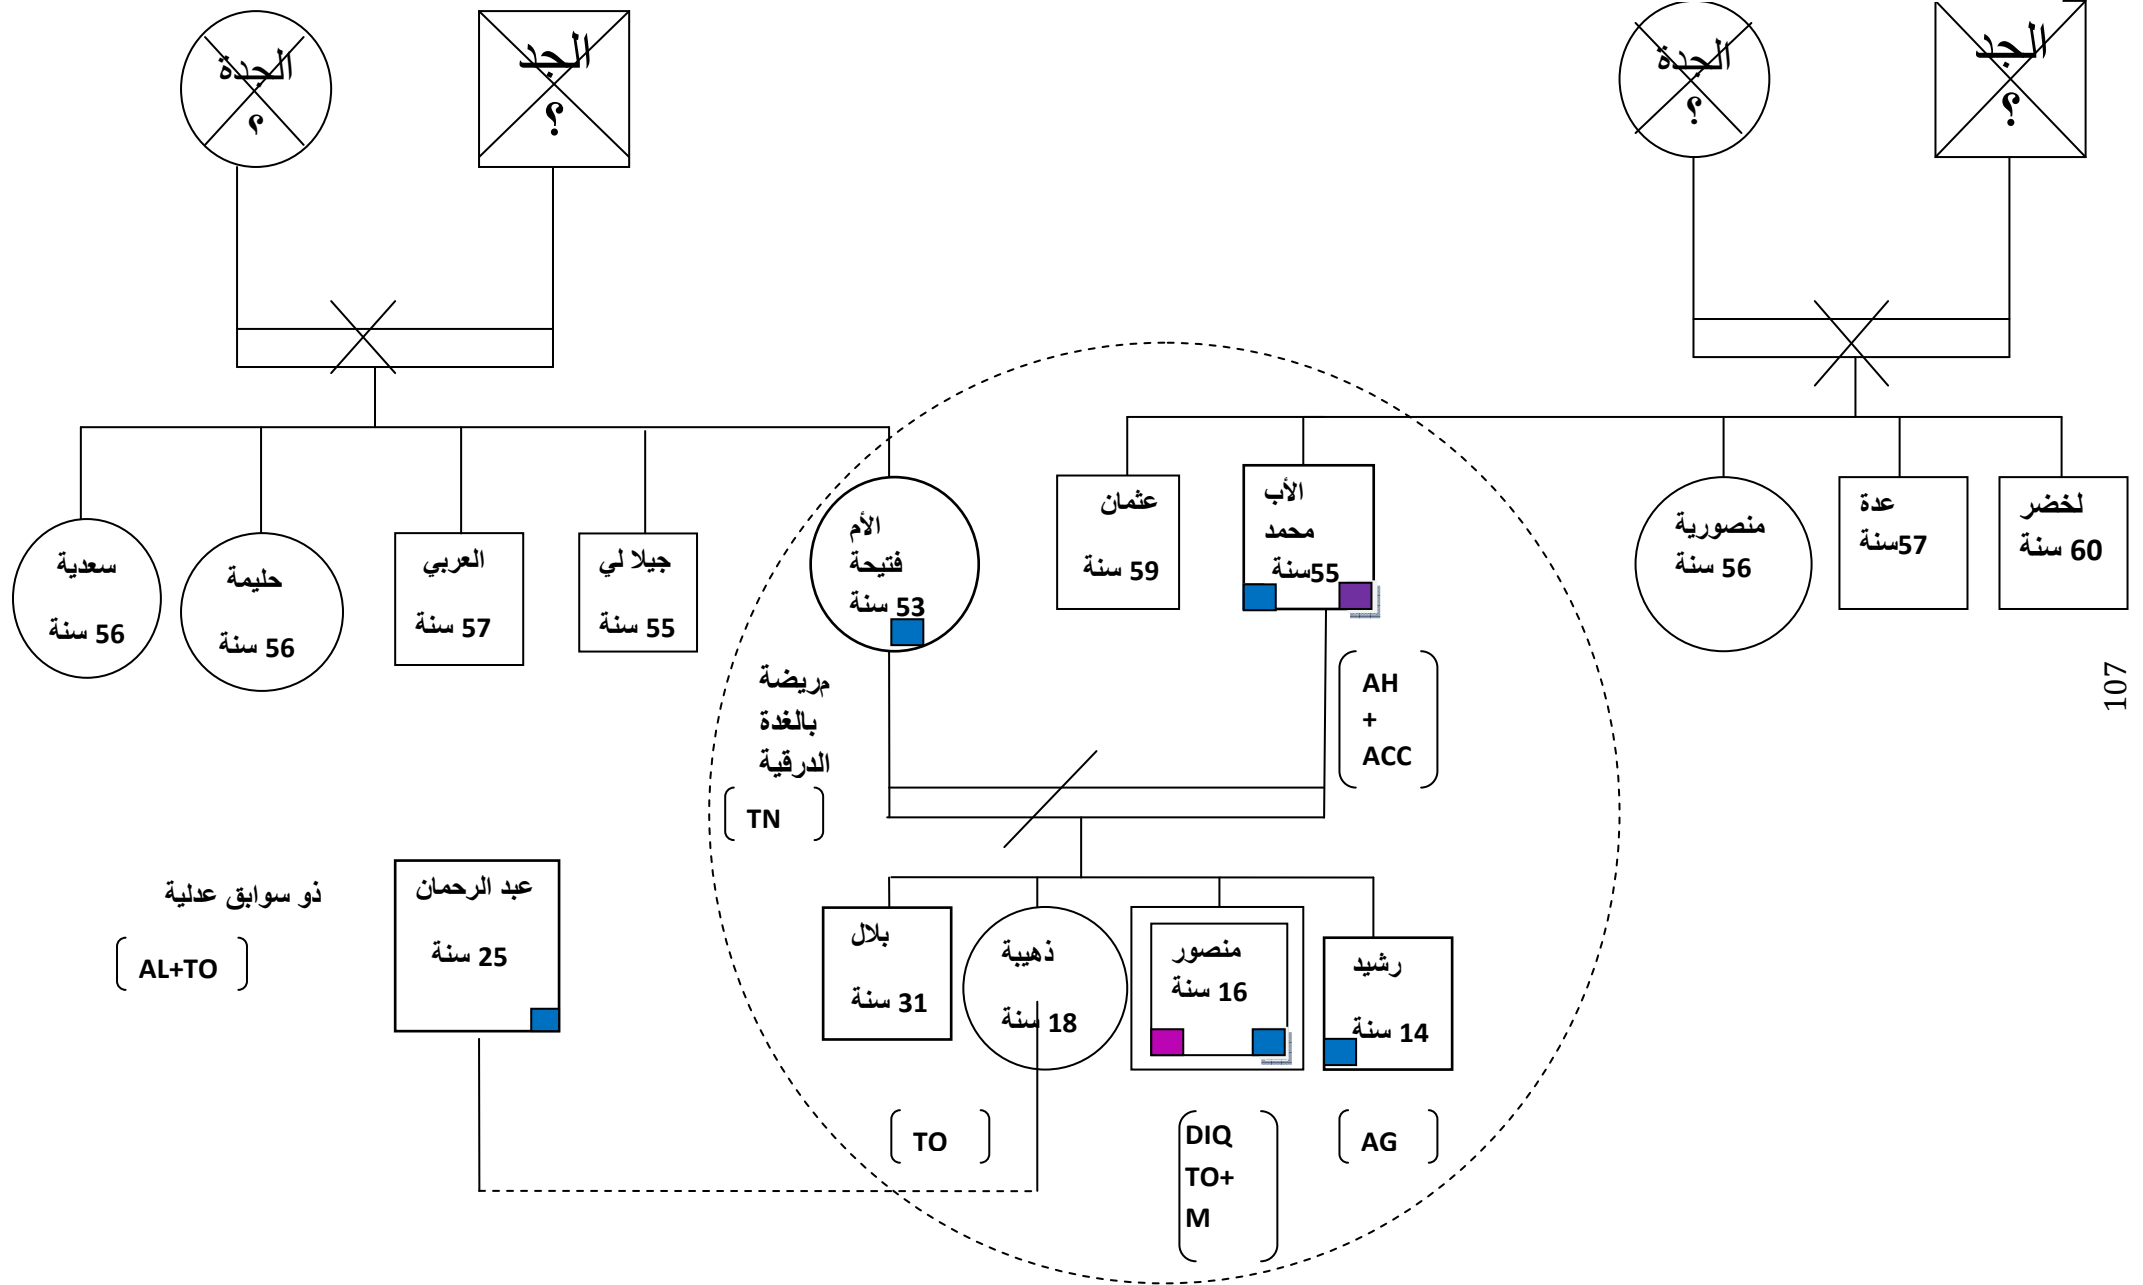 الجد
؟
الجدة
؟
الجد
؟
الجدة
؟
لخضر
60 سنة
عدة
57سنة
منصورية
56 سنة
الأب
محمد
55سنة
عثمان
59 سنة
الأم
فتيحة
53 سنة
جيلا لي
55 سنة
العربي
57 سنة
حليمة
56 سنة
سعدية
56 سنة
107
AH
+
ACC
مريضة
بالغدة
الدرقية
TN
رشيد
14 سنة
منصور
16 سنة
ذهيبة
18 سنة
بلال
31 سنة
عبد الرحمان
25 سنة
ذو سوابق عدلية
AL+TO
AG
DIQ
TO+
M
TO